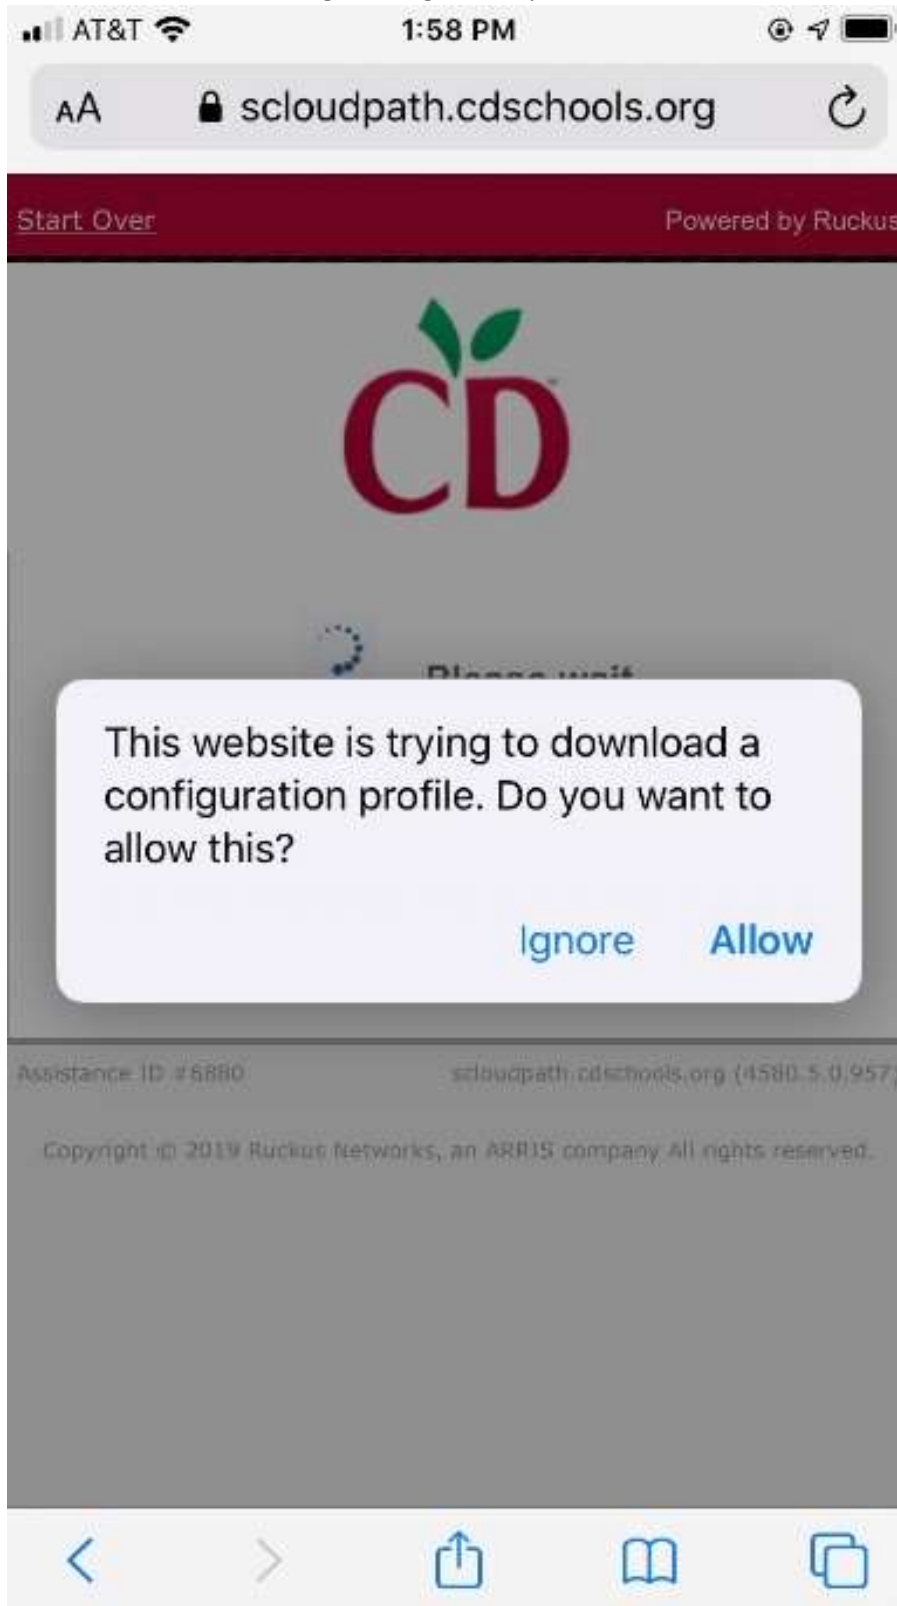 AT&T 1:58 PM
AA scloudpath.cdschools.org
Start Over Powered by Ruckus
CD
Please wait
This website is trying to download a
configuration profile. Do you want to
allow this?
Ignore Allow
Assistance ID #6880 scloudpath.cdschools.org (4580.5.0.957)
Copyright © 2019 Ruckus Networks, an ARRIS company All rights reserved.